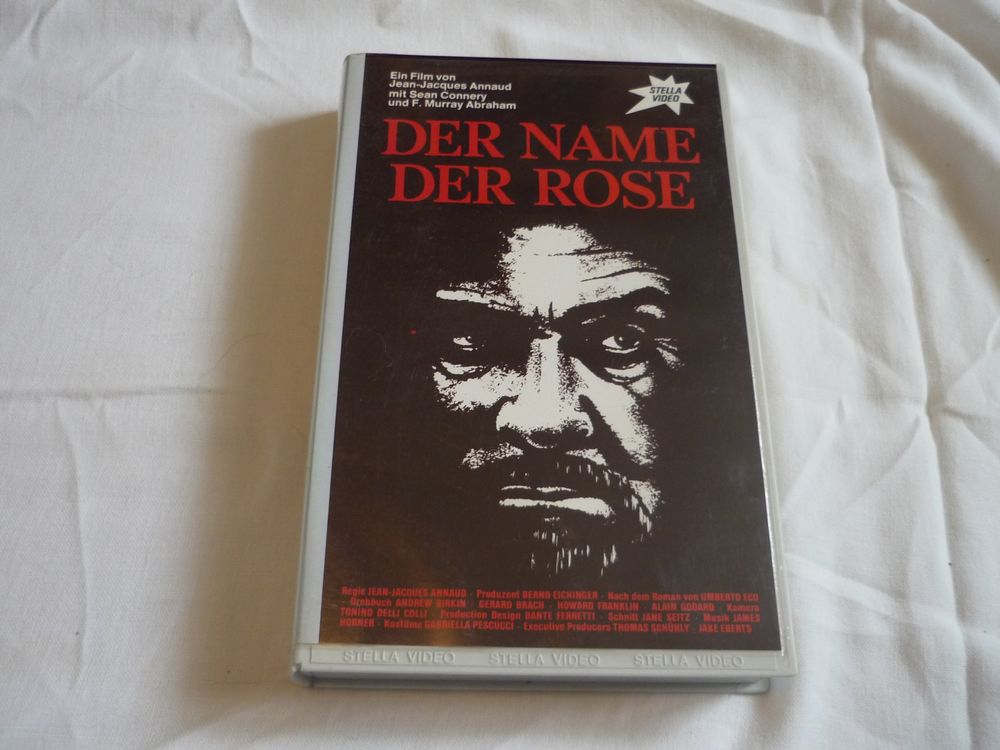 Ein Film von
Jean-Jacques Annaud
mit Sean Connery
und F. Murray Abraham
STELLA
VIDEO
DER NAME
DER ROSE
Regie JEAN-JACQUES ANNAUD · Produzent BERND EICHINGER · Nach dem Roman von UMBERTO ECO
Drehbuch ANDREW BIRKIN · GERARD BRACH · HOWARD FRANKLIN · ALAIN GODARD · Kamera
TONINO DELLI COLLI · Production Design DANTE FERRETTI · Schnitt JANE SEITZ · Musik JAMES
HORNER · Kostüme GABRIELLA PESCUCCI · Executive Producers THOMAS SCHÜHLY · JAKE EBERTS
STELLA VIDEO STELLA VIDEO STELLA VIDEO